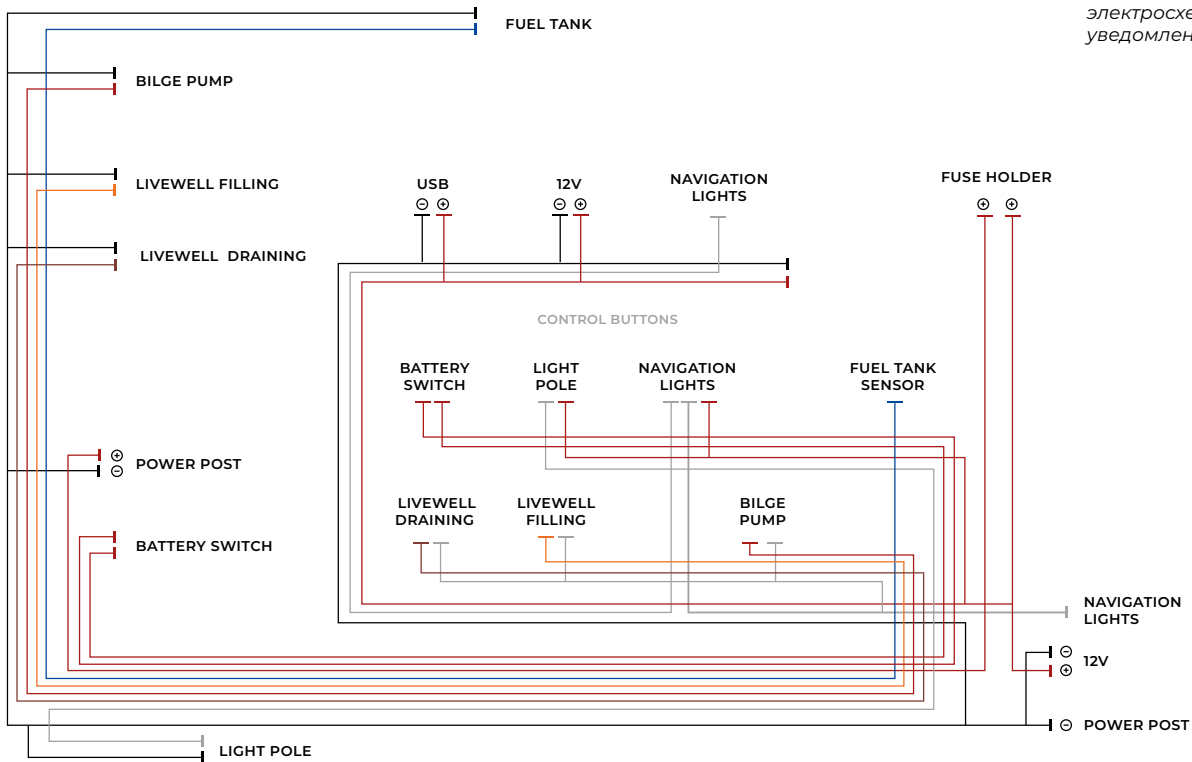 электросхе
уведомлен
FUEL TANK
BILGE PUMP
LIVEWELL FILLING
LIVEWELL DRAINING
USB
⊖ ⊕
12V
⊖ ⊕
NAVIGATION
LIGHTS
FUSE HOLDER
⊕ ⊕
CONTROL BUTTONS
BATTERY
SWITCH
LIGHT
POLE
NAVIGATION
LIGHTS
FUEL TANK
SENSOR
⊕
⊖
POWER POST
BATTERY SWITCH
LIVEWELL
DRAINING
LIVEWELL
FILLING
BILGE
PUMP
NAVIGATION
LIGHTS
⊖
⊕
12V
⊖ POWER POST
LIGHT POLE